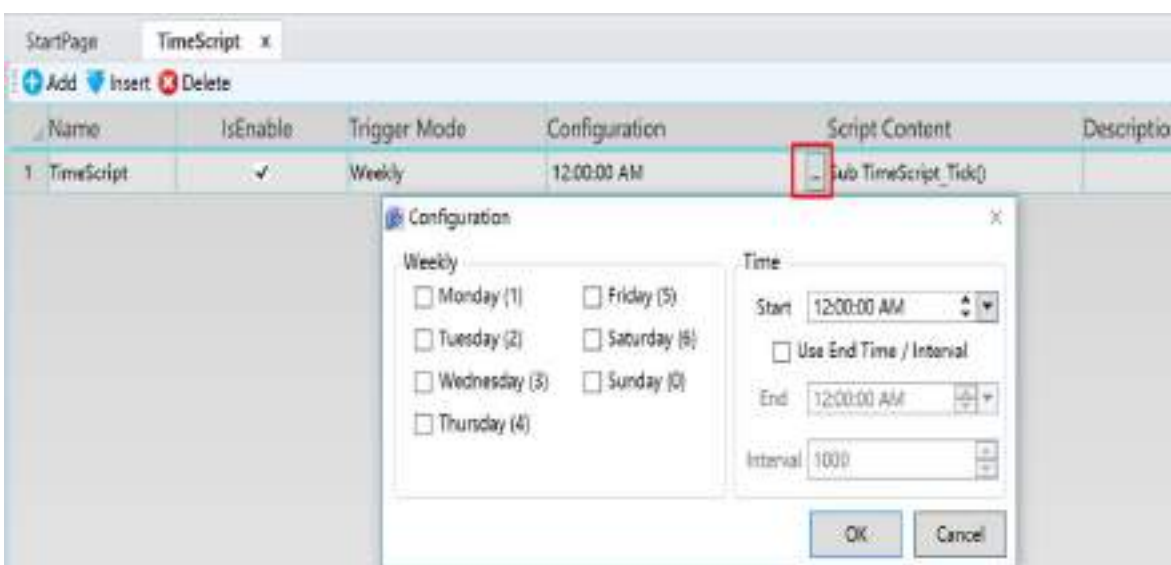 StartPage TimeScript x
Add Insert Delete
Name IsEnable Trigger Mode Configuration Script Content Descriptio
1 TimeScript ✓ Weekly 12:00:00 AM ... Sub TimeScript_Tick()
Configuration
Weekly Time
Monday (1) Friday (5) Start 12:00:00 AM
Tuesday (2) Saturday (6) Use End Time / Interval
Wednesday (3) Sunday (0) End 12:00:00 AM
Thursday (4)
Interval 1000
OK Cancel